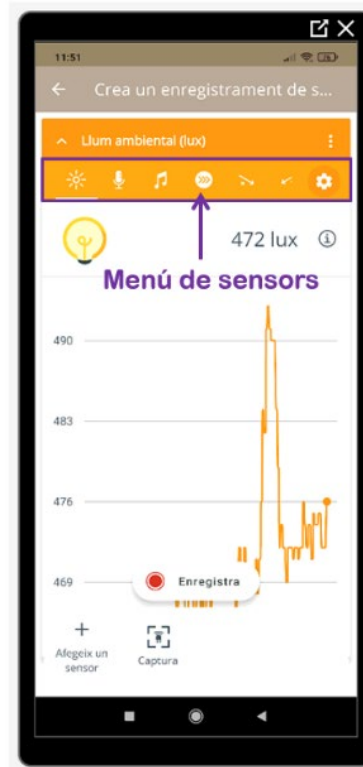 11:51
Crea un enregistrament de s...
Llum ambiental (lux)
472 lux
Menú de sensors
490
483
476
469
Enregistra
Afegeix un
sensor
Captura